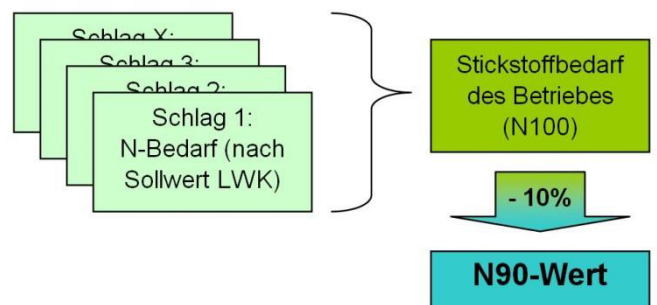 Schlag X:
Schlag 3:
Schlag 2:
Schlag 1:
N-Bedarf (nach
Sollwert LWK)
Stickstoffbedarf
des Betriebes
(N100)
- 10%
N90-Wert